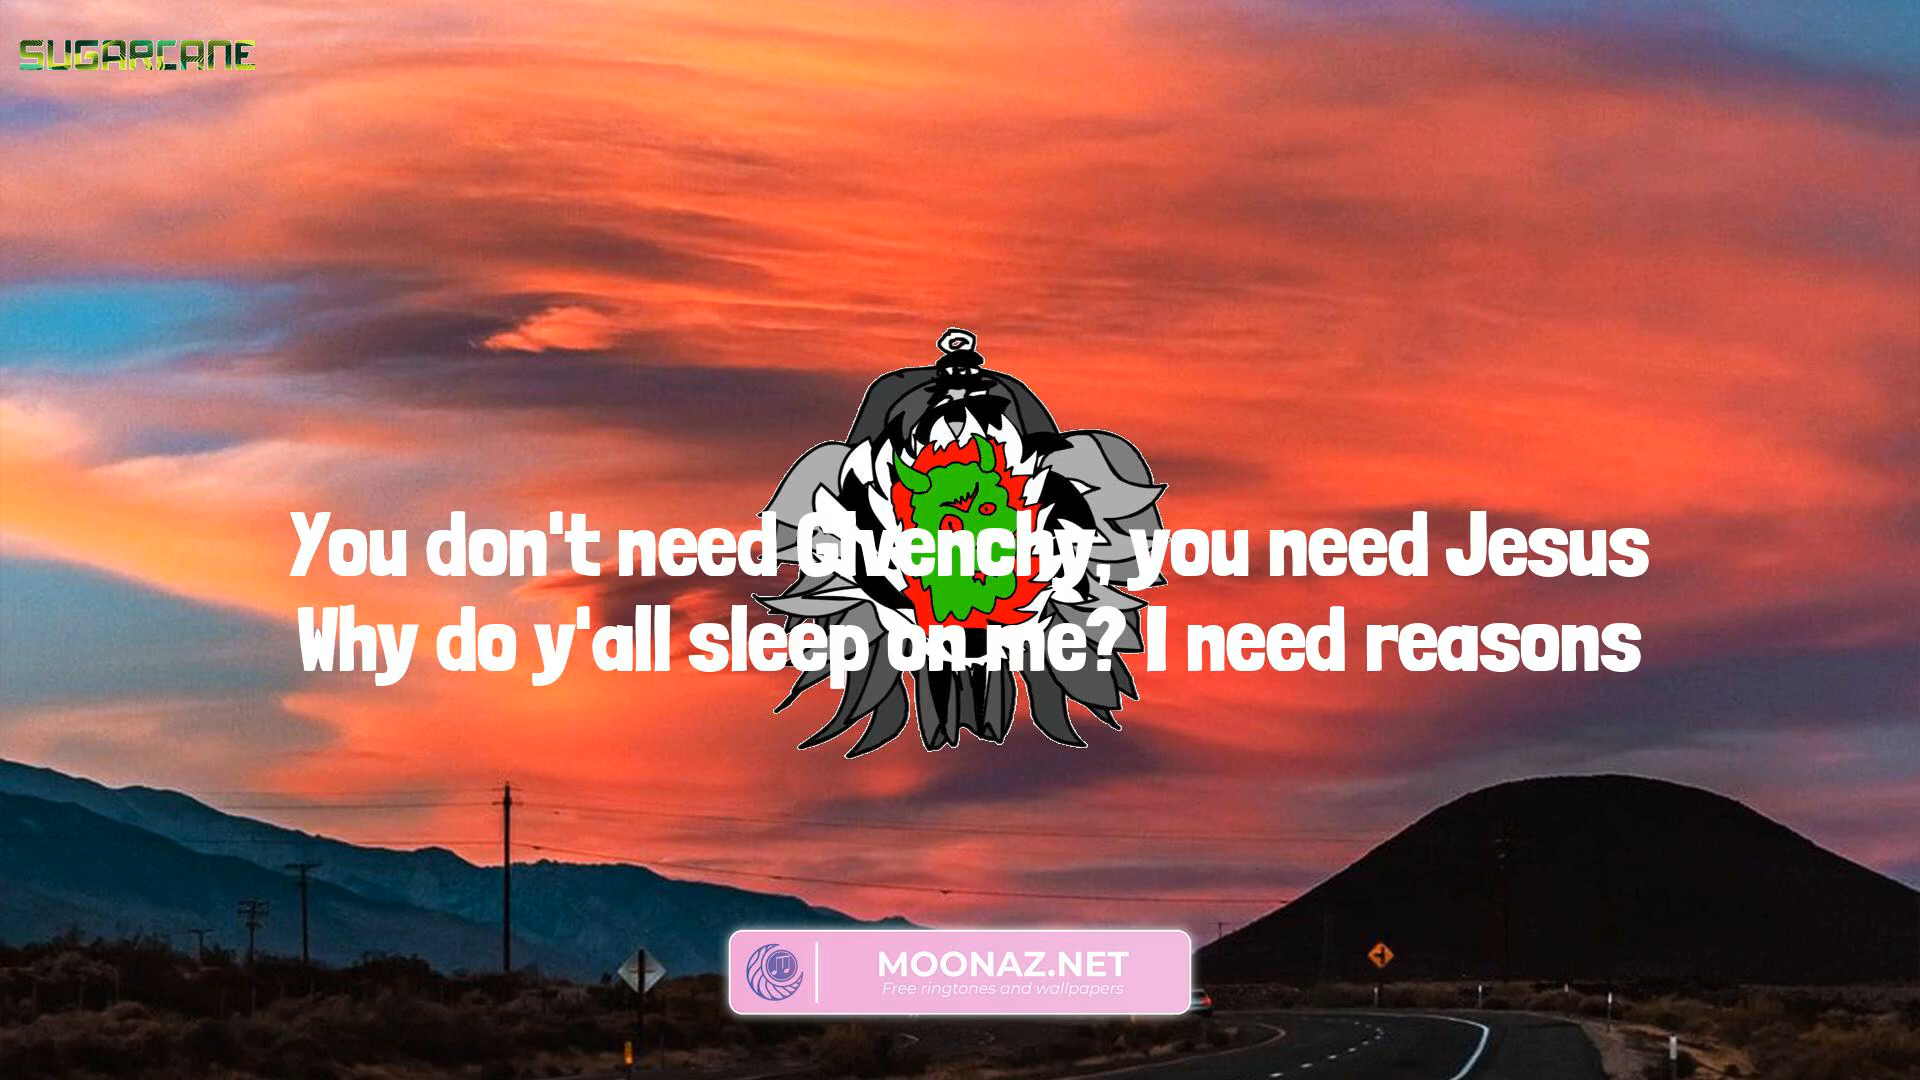 SUGARCANE
You don't need Givenchy, you need Jesus
Why do y'all sleep on me? I need reasons
MOONAZ.NET
Free ringtones and wallpapers